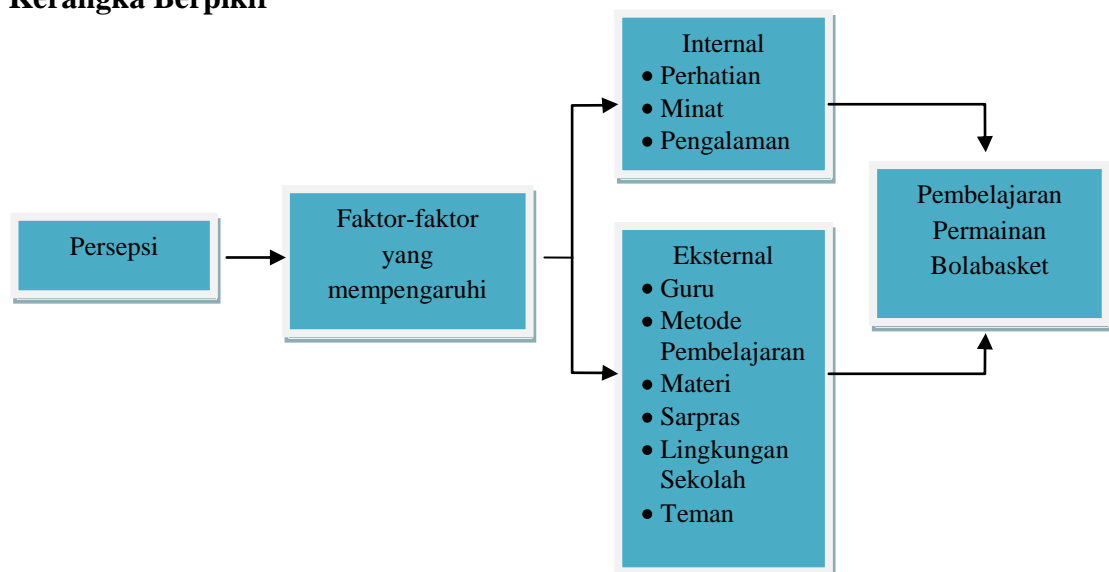 Kerangka Berpikir
Persepsi
Faktor-faktor
yang
mempengaruhi
Internal
• Perhatian
• Minat
• Pengalaman
Eksternal
• Guru
• Metode
Pembelajaran
• Materi
• Sarpras
• Lingkungan
Sekolah
• Teman
Pembelajaran
Permainan
Bolabasket